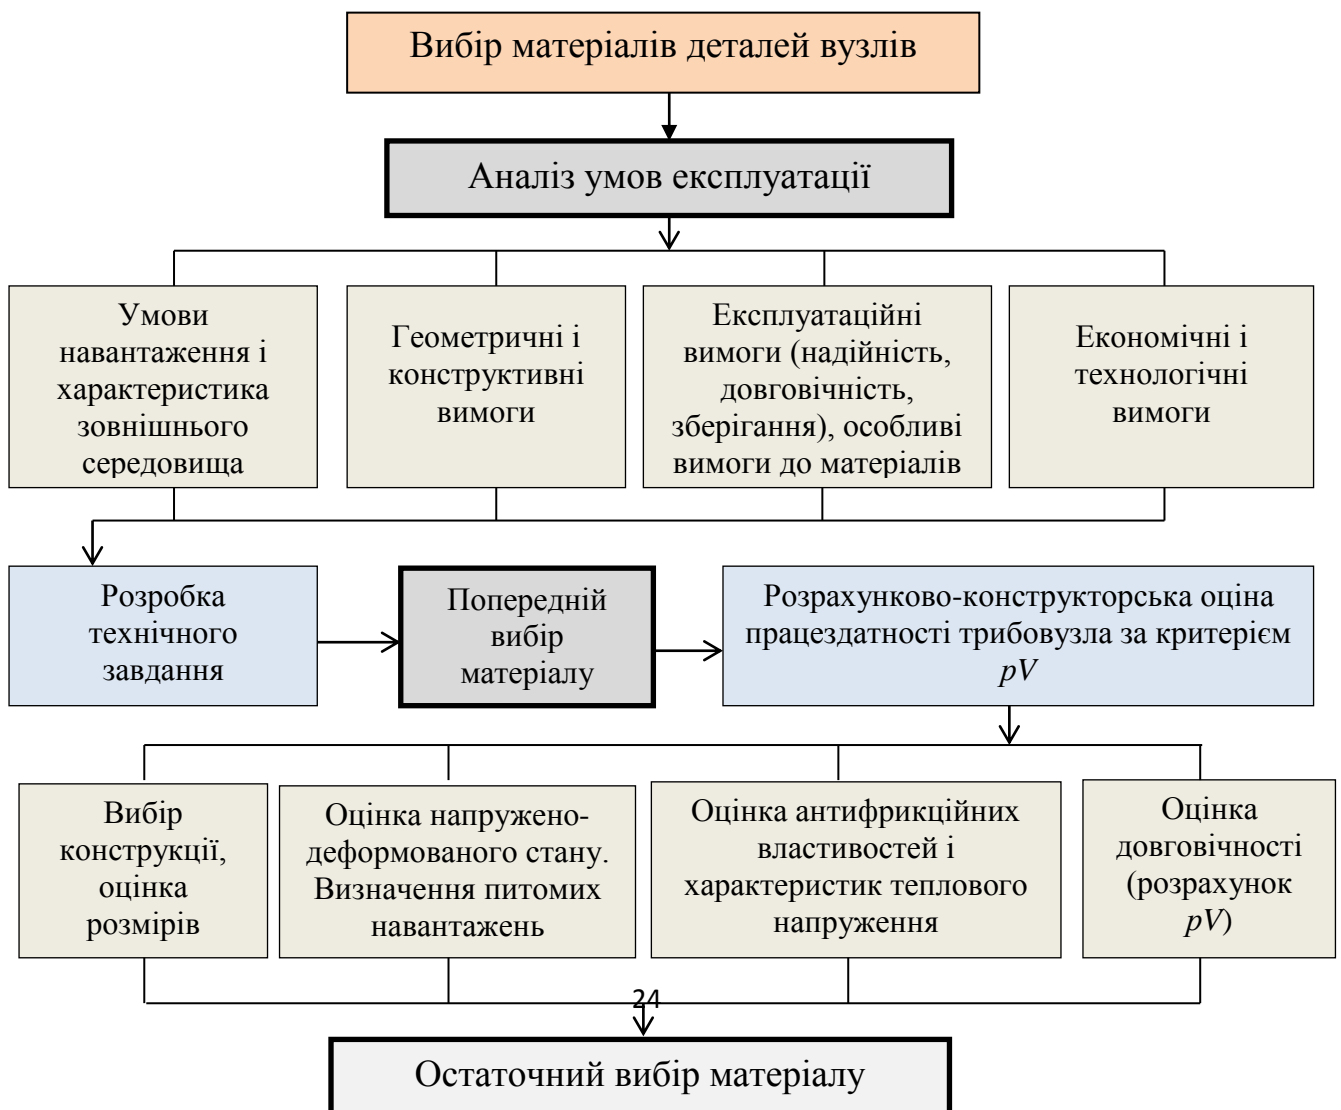 Вибір матеріалів деталей вузлів
Аналіз умов експлуатації
Умови
навантаження і
характеристика
зовнішнього
середовища
Геометричні і
конструктивні
вимоги
Експлуатаційні
вимоги (надійність,
довговічність,
зберігання), особливі
вимоги до матеріалів
Економічні і
технологічні
вимоги
Розробка
технічного
завдання
Попередній
вибір
матеріалу
Розрахунково-конструкторська оціна
працездатності трибовузла за критерієм
pV
Вибір
конструкції,
оцінка
розмірів
Оцінка напружено-
деформованого стану.
Визначення питомих
навантажень
Оцінка антифрикційних
властивостей і
характеристик теплового
напруження
Оцінка
довговічності
(розрахунок
pV)
24
Остаточний вибір матеріалу